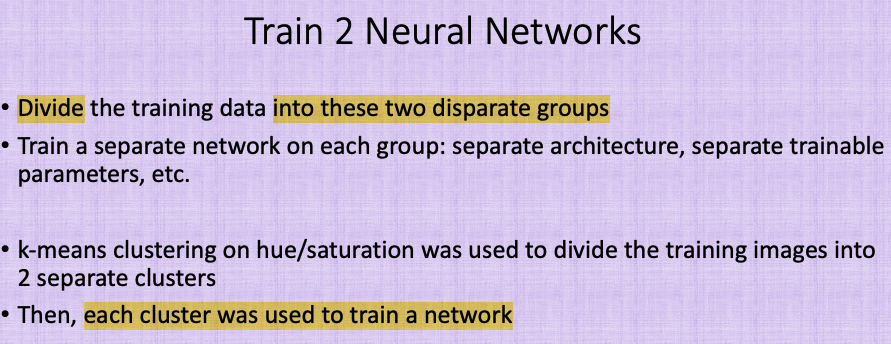 Train 2 Neural Networks
• Divide the training data into these two disparate groups
• Train a separate network on each group: separate architecture, separate trainable
parameters, etc.
• k-means clustering on hue/saturation was used to divide the training images into
2 separate clusters
• Then, each cluster was used to train a network